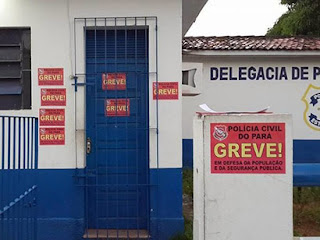 DELEGACIA DE P
GREVE!
GREVE!
GREVE!
GREVE!
GREVE!
GREVE!
GREVE!
POLÍCIA CIVIL
DO PARÁ
GREVE!
EM DEFESA DA POPULAÇÃO
E DA SEGURANÇA PÚBLICA.